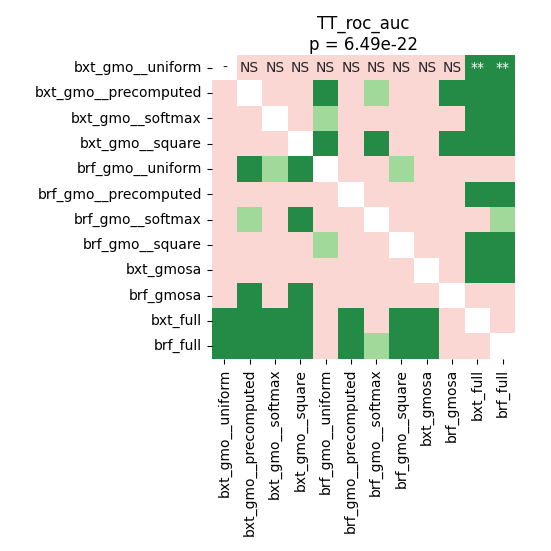 TT_roc_auc
p = 6.49e-22
bxt_gmo__uniform - NS NS NS NS NS NS NS NS NS ** **
bxt_gmo__precomputed
bxt_gmo__softmax
bxt_gmo__square
brf_gmo__uniform
brf_gmo__precomputed
brf_gmo__softmax
brf_gmo__square
bxt_gmosa
brf_gmosa
bxt_full
brf_full
bxt_gmo__uniform
bxt_gmo__precomputed
bxt_gmo__softmax
bxt_gmo__square
brf_gmo__uniform
brf_gmo__precomputed
brf_gmo__softmax
brf_gmo__square
bxt_gmosa
brf_gmosa
bxt_full
brf_full